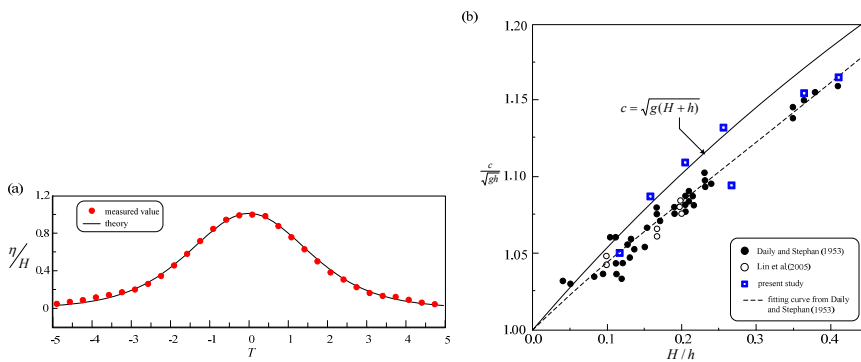 (a)
1.2
0.8
0.4
0
η/H
measured value
theory
-5 -4 -3 -2 -1 0 1 2 3 4 5
T
(b)
1.20
1.15
1.10
1.05
1.00
c/√gh
c = √g(H + h)
Daily and Stephan (1953)
Lin et al (2005)
present study
fitting curve from Daily
and Stephan (1953)
0 0.1 0.2 0.3 0.4
H / h